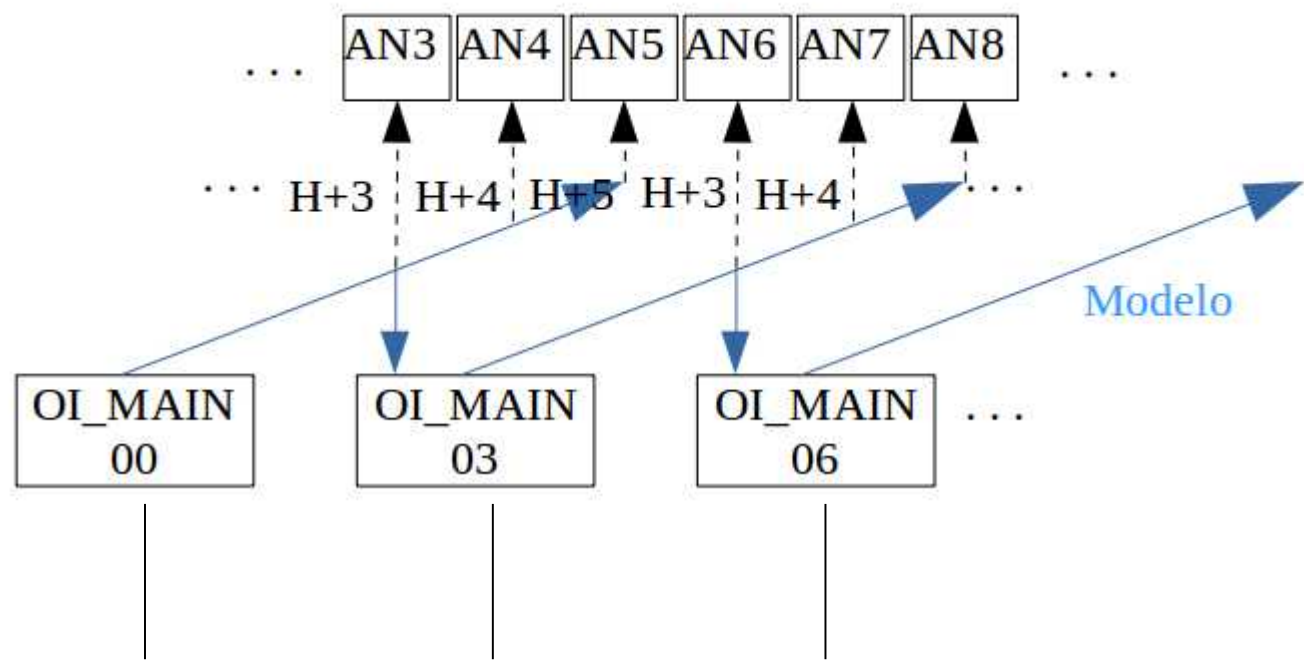 ... AN3 AN4 AN5 AN6 AN7 AN8 ...
... H+3 H+4 H+5 H+3 H+4 ...
Modelo
OI_MAIN OI_MAIN OI_MAIN ...
00 03 06